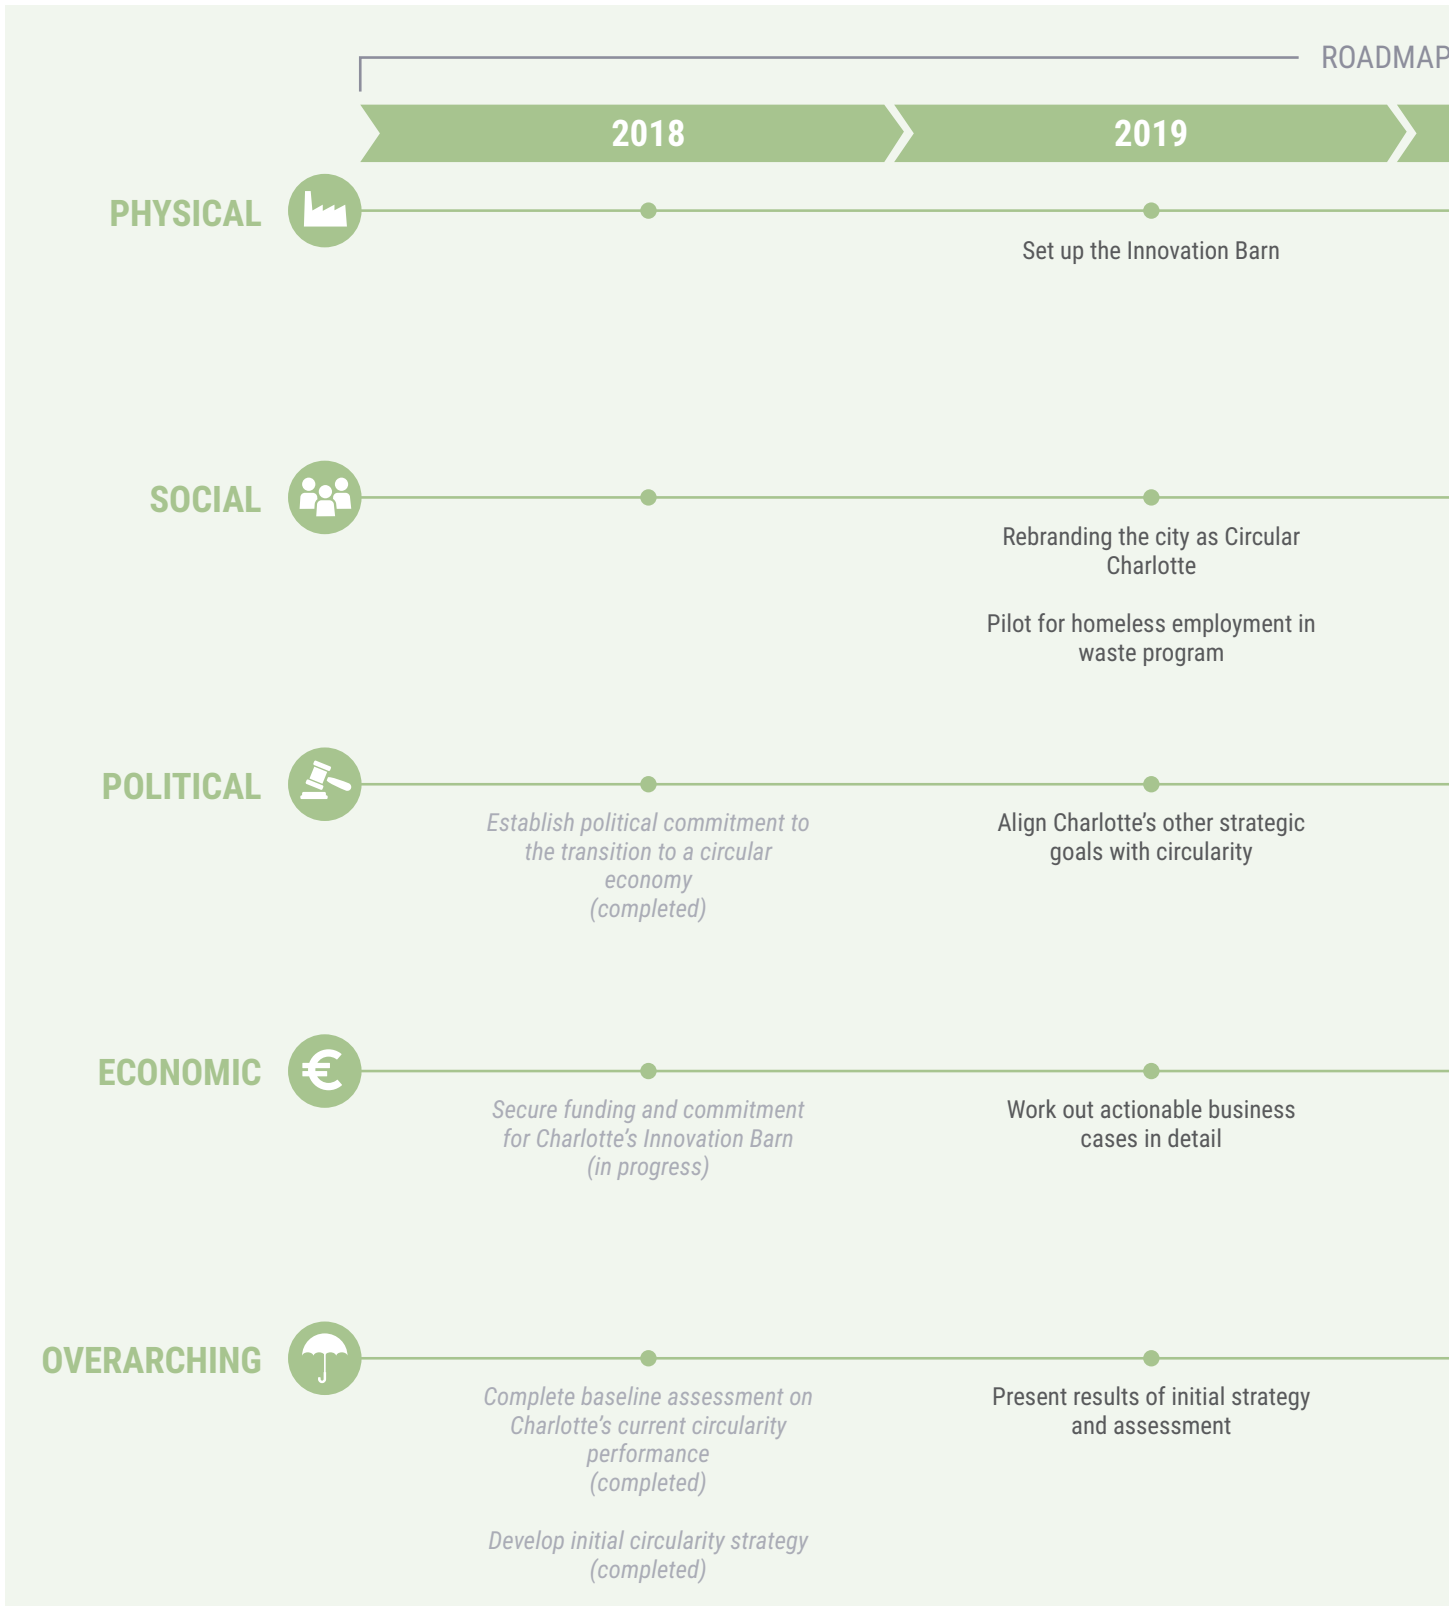 ROADMAP
2018
2019
PHYSICAL
Set up the Innovation Barn
SOCIAL
Rebranding the city as Circular
Charlotte
Pilot for homeless employment in
waste program
POLITICAL
Establish political commitment to
the transition to a circular
economy
(completed)
Align Charlotte’s other strategic
goals with circularity
ECONOMIC
€
Secure funding and commitment
for Charlotte’s Innovation Barn
(in progress)
Work out actionable business
cases in detail
OVERARCHING
Complete baseline assessment on
Charlotte’s current circularity
performance
(completed)
Develop initial circularity strategy
(completed)
Present results of initial strategy
and assessment